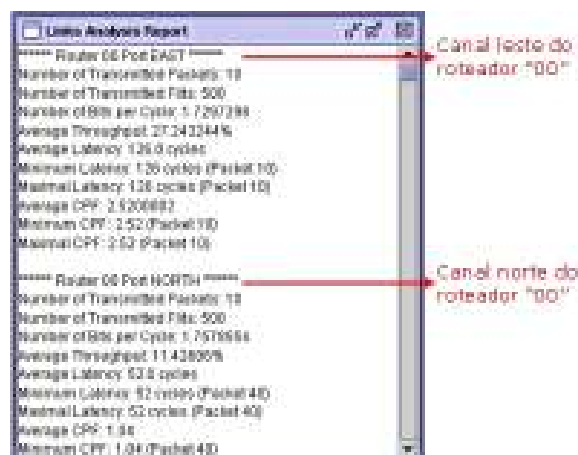 Links Analysis Report
****** Router 00 Port EAST ******
Number of Transmitted Packets: 10
Number of Transmitted Flits: 500
Number of Bits per Cycle: 1.7297298
Average Throughput: 27.243244%
Average Latency: 126.0 cycles
Minimum Latency: 126 cycles (Packet 10)
Maximal Latency: 126 cycles (Packet 10)
Average CPF: 2.5200002
Minimum CPF: 2.52 (Packet 10)
Maximal CPF: 2.52 (Packet 10)
****** Router 00 Port NORTH ******
Number of Transmitted Packets: 10
Number of Transmitted Flits: 500
Number of Bits per Cycle:
Average Throughput:
Average Latency: 52.0 cycles
Minimum Latency: 52 cycles (Packet 40)
Maximal Latency: 52 cycles (Packet 40)
Average CPF: 1.04
Minimum CPF: 1.04 (Packet 40)
Canal leste do
roteador "00"
Canal norte do
roteador "00"